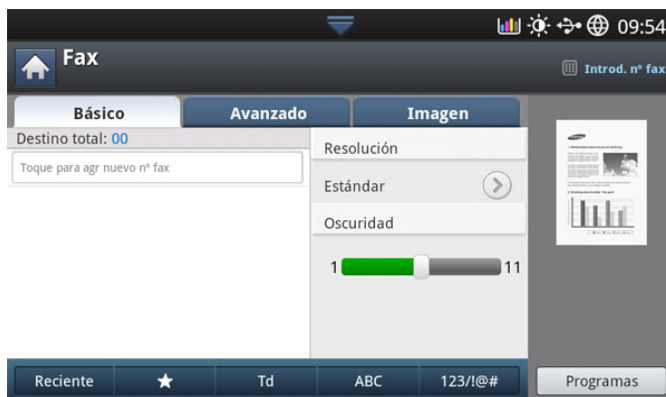 09:54
Fax
Introd. nº fax
Básico
Avanzado
Imagen
Destino total: 00
Toque para agr nuevo nº fax
Resolución
Estándar
Oscuridad
1
11
Reciente
Td
ABC
123/!@#
Programas